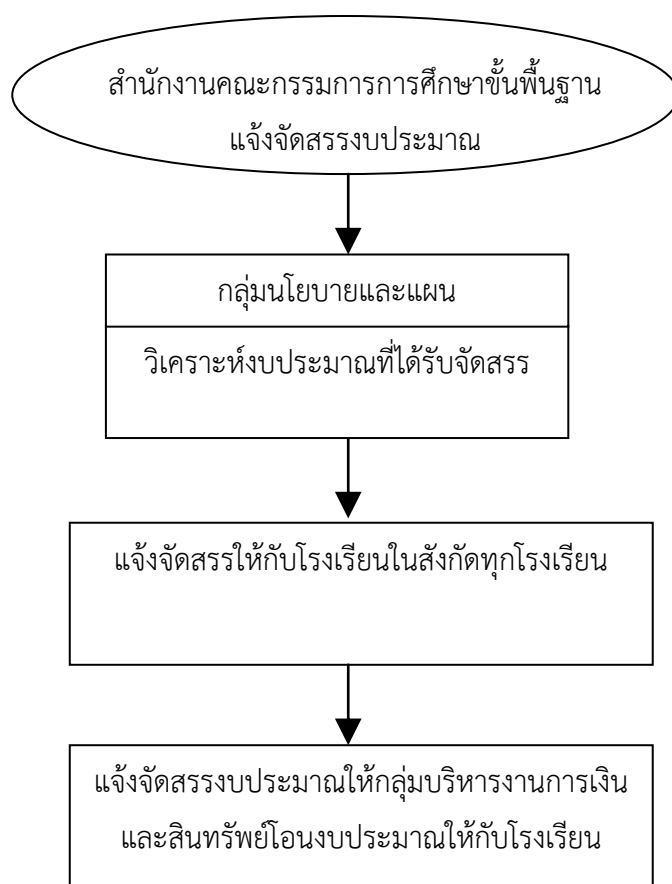 สำนักงานคณะกรรมการการศึกษาขั้นพื้นฐาน
แจ้งจัดสรรงบประมาณ
กลุ่มนโยบายและแผน
วิเคราะห์งบประมาณที่ได้รับจัดสรร
แจ้งจัดสรรให้กับโรงเรียนในสังกัดทุกโรงเรียน
แจ้งจัดสรรงบประมาณให้กลุ่มบริหารงานการเงิน
และสินทรัพย์โอนงบประมาณให้กับโรงเรียน